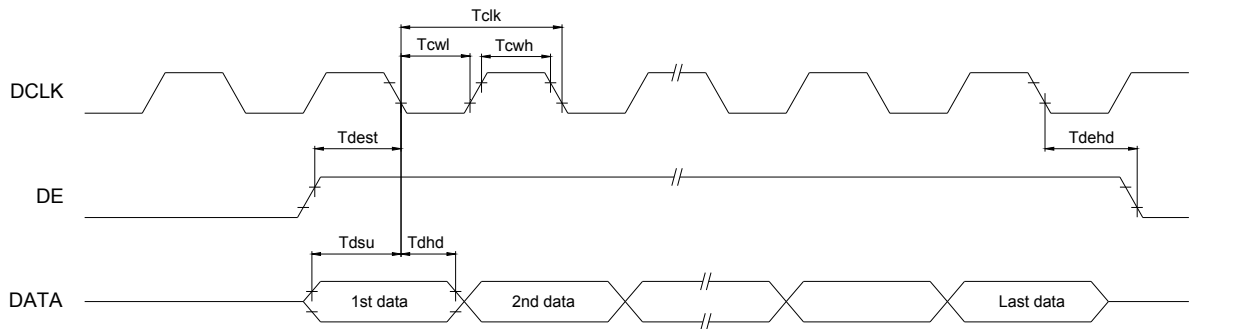 Tclk
Tcwl
Tcwh
DCLK
Tdest
Tdehd
DE
Tdsu
Tdhd
DATA
1st data
2nd data
Last data